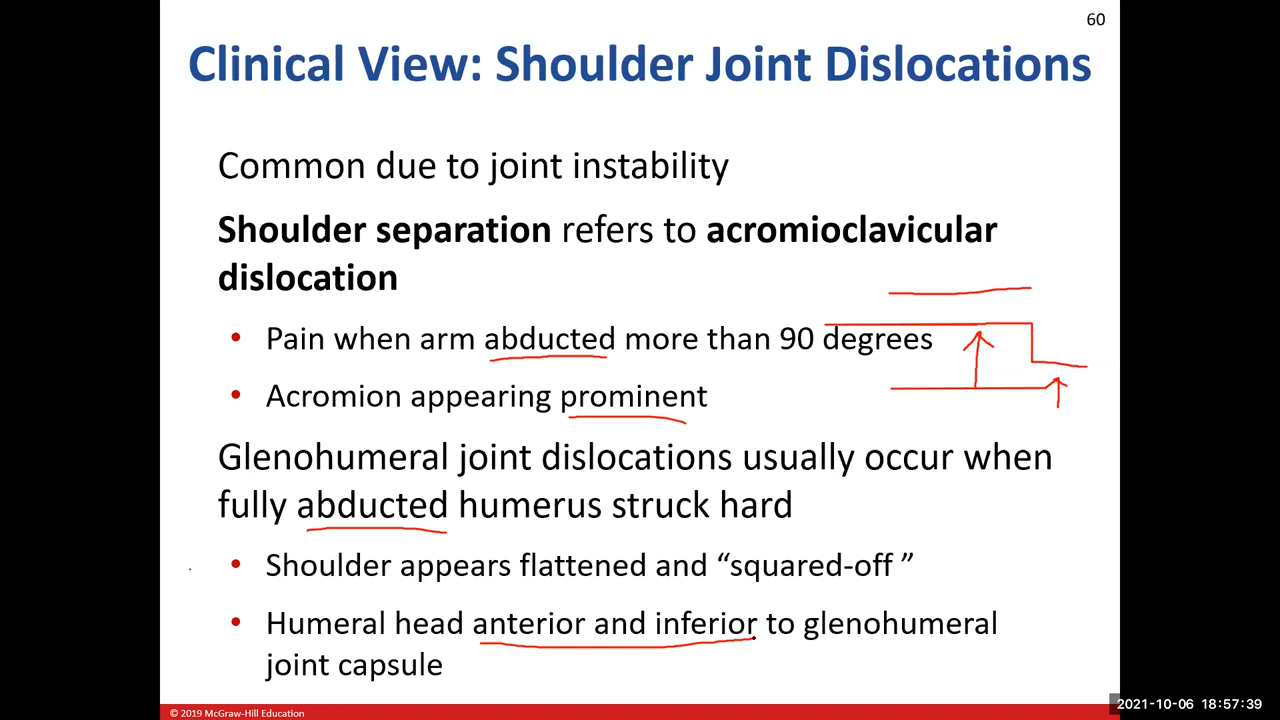 60
Clinical View: Shoulder Joint Dislocations
Common due to joint instability
Shoulder separation refers to acromioclavicular
dislocation
• Pain when arm abducted more than 90 degrees
• Acromion appearing prominent
Glenohumeral joint dislocations usually occur when
fully abducted humerus struck hard
• Shoulder appears flattened and “squared-off ”
• Humeral head anterior and inferior to glenohumeral
joint capsule
© 2019 McGraw-Hill Education
2021-10-06 18:57:39